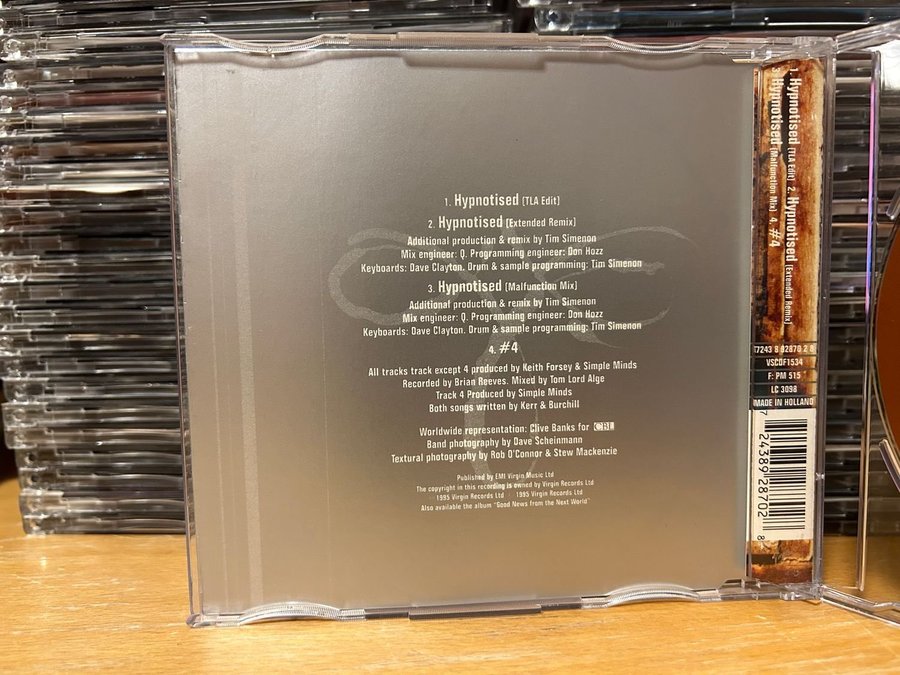 1. Hypnotised (TLA Edit)
2. Hypnotised (Extended Remix)
Additional production & remix by Tim Simenon
Mix engineer: Q. Programming engineer: Don Hozz
Keyboards: Dave Clayton. Drum & sample programming: Tim Simenon
3. Hypnotised (Malfunction Mix)
Additional production & remix by Tim Simenon
Mix engineer: Q. Programming engineer: Don Hozz
Keyboards: Dave Clayton. Drum & sample programming: Tim Simenon
4. #4
All tracks track except 4 produced by Keith Forsey & Simple Minds
Recorded by Brian Reeves. Mixed by Tom Lord Alge
Track 4 Produced by Simple Minds
Both songs written by Kerr & Burchill
Worldwide representation: Clive Banks for CBL
Band photography by Dave Scheinmann
Textural photography by Rob O'Connor & Stew Mackenzie
Published by EMI Virgin Music Ltd
The copyright in this recording is owned by Virgin Records Ltd
1995 Virgin Records Ltd 1995 Virgin Records Ltd
Also available the album "Good News from the Next World"
1. Hypnotised (TLA Edit) 2. Hypnotised (Extended Remix)
3. Hypnotised (Malfunction Mix) 4. #4
7243 8 92870 2 8
VSCDF1534
F: PM 515
LC 3098
MADE IN HOLLAND
7 24389 28702 8